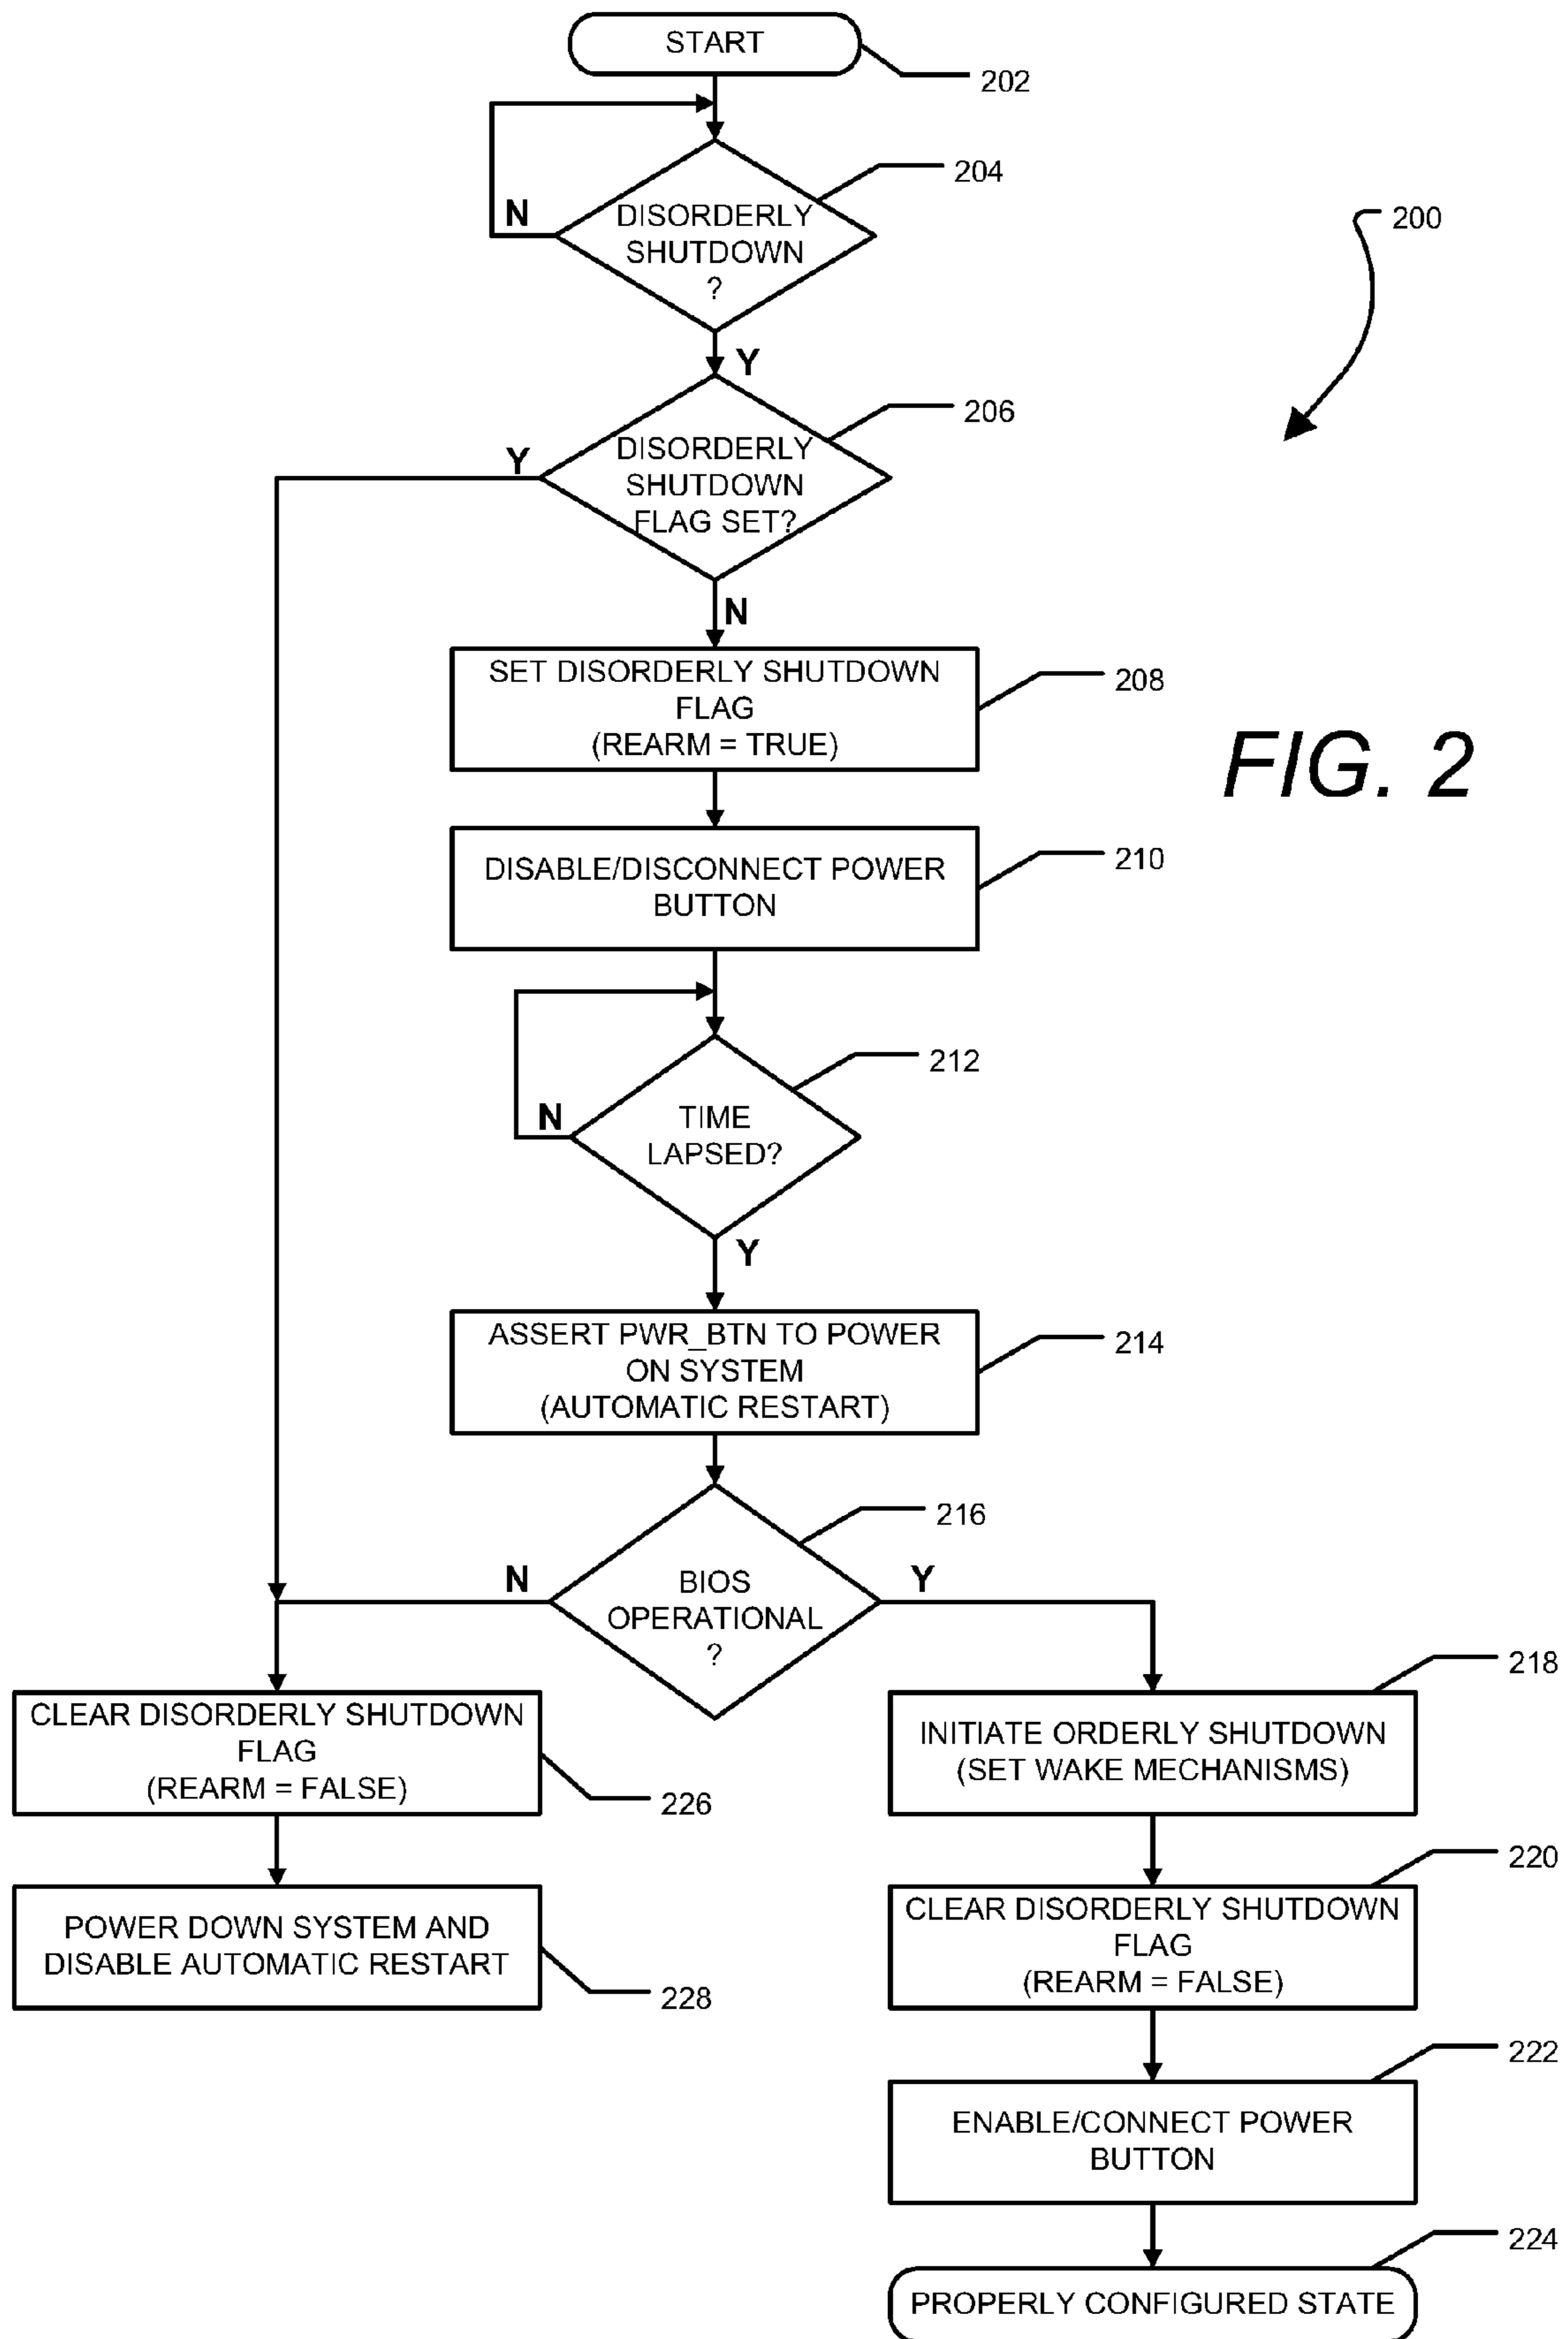 START
202
204
DISORDERLY
SHUTDOWN
?
N
200
Y
206
DISORDERLY
SHUTDOWN
FLAG SET?
Y
N
SET DISORDERLY SHUTDOWN
FLAG
(REARM = TRUE)
208
FIG. 2
DISABLE/DISCONNECT POWER
BUTTON
210
212
TIME
LAPSED?
N
Y
ASSERT PWR_BTN TO POWER
ON SYSTEM
(AUTOMATIC RESTART)
214
216
N
BIOS
OPERATIONAL
?
Y
218
CLEAR DISORDERLY SHUTDOWN
FLAG
(REARM = FALSE)
226
INITIATE ORDERLY SHUTDOWN
(SET WAKE MECHANISMS)
220
POWER DOWN SYSTEM AND
DISABLE AUTOMATIC RESTART
228
CLEAR DISORDERLY SHUTDOWN
FLAG
(REARM = FALSE)
222
ENABLE/CONNECT POWER
BUTTON
224
PROPERLY CONFIGURED STATE